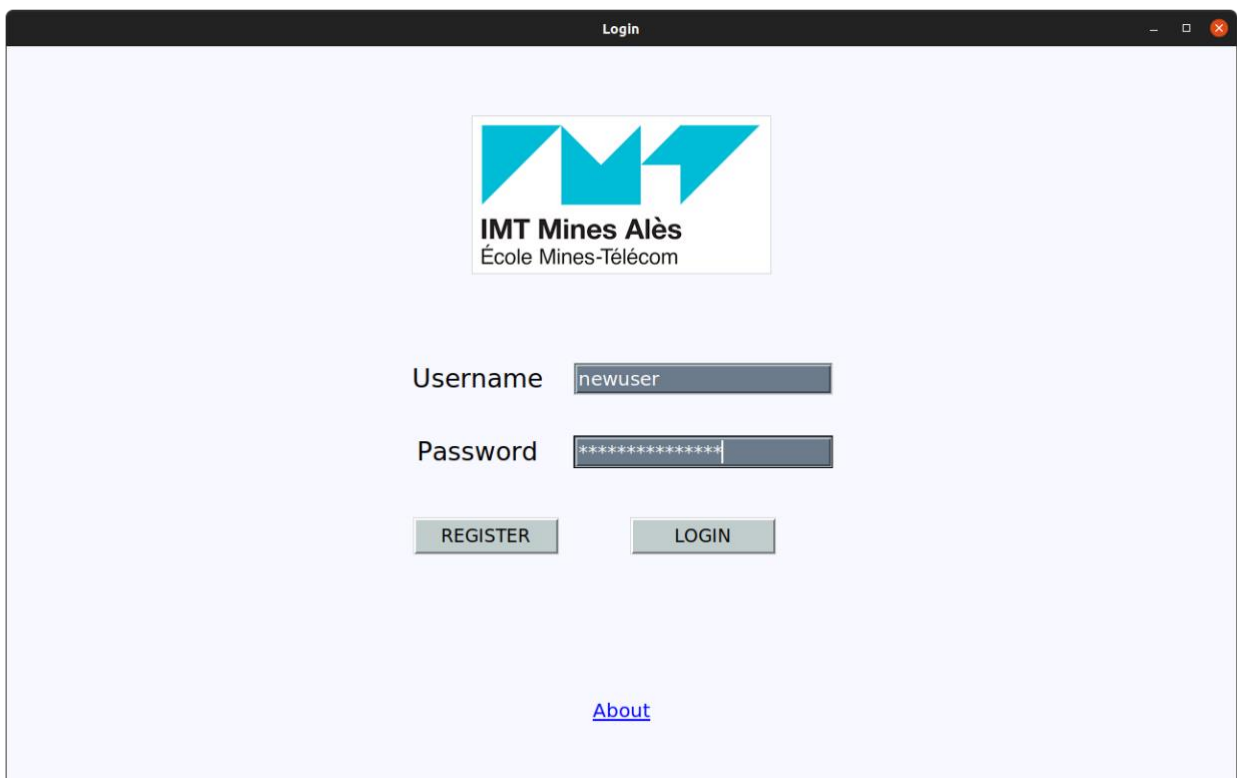 Login
IMT Mines Alès
École Mines-Télécom
Username newuser
Password ***************
REGISTER LOGIN
About